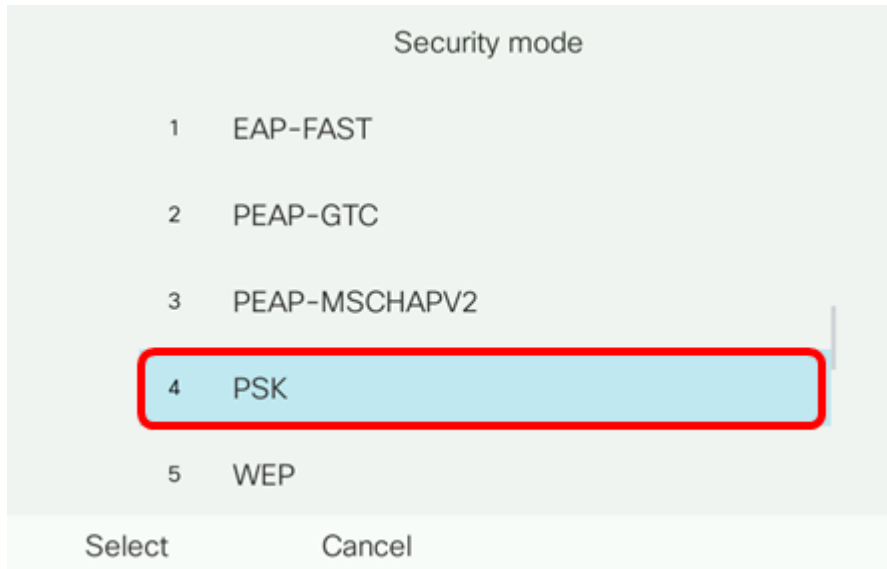 Security mode
1 EAP-FAST
2 PEAP-GTC
3 PEAP-MSCHAPV2
4 PSK
5 WEP
Select Cancel